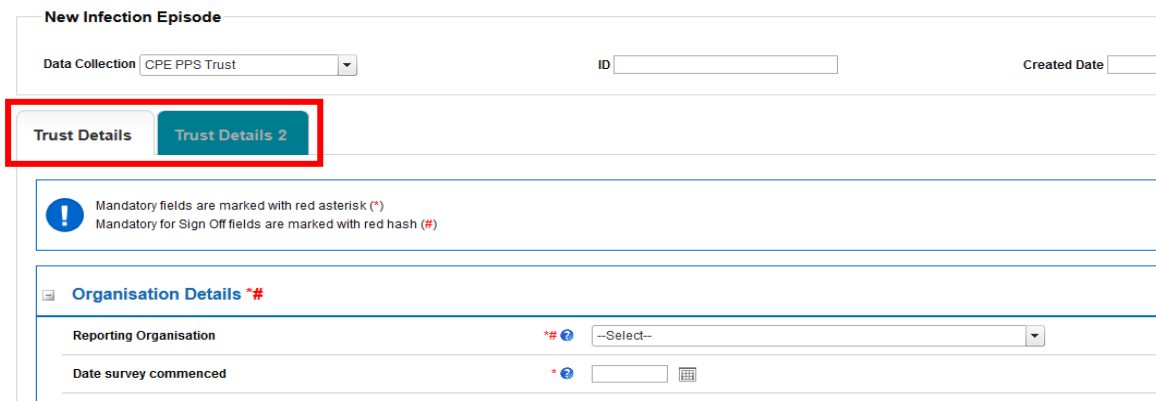 New Infection Episode
Data Collection CPE PPS Trust ID Created Date
Trust Details Trust Details 2
Mandatory fields are marked with red asterisk (*)
Mandatory for Sign Off fields are marked with red hash (#)
Organisation Details *#
Reporting Organisation *# ? --Select--
Date survey commenced * ?